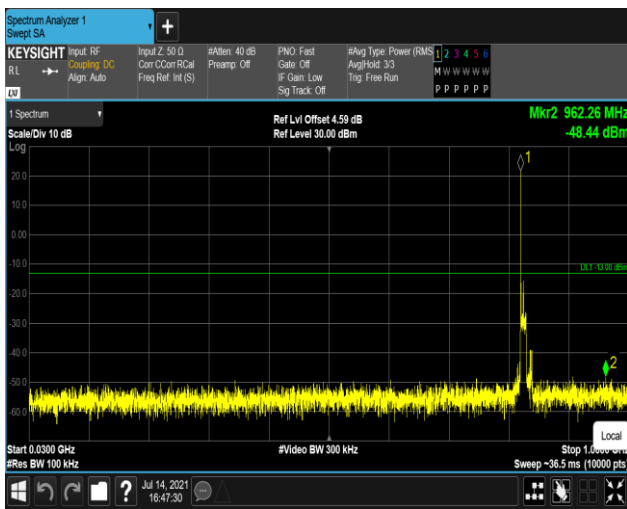 Spectrum Analyzer 1
Swept SA
+
KEYSIGHT
RL
LXI
Input: RF
Coupling: DC
Align: Auto
Input Z: 50 Ω
Corr CCorr RCal
Freq Ref: Int (S)
#Atten: 40 dB
Preamp: Off
PNO: Fast
Gate: Off
IF Gain: Low
Sig Track: Off
#Avg Type: Power (RMS
Avg|Hold: 3/3
Trig: Free Run
1 2 3 4 5 6
M W W W W W
P P P P P P
1 Spectrum
Scale/Div 10 dB
Log
Ref Lvl Offset 4.59 dB
Ref Level 30.00 dBm
Mkr2 962.26 MHz
-48.44 dBm
1
20.0
10.0
0.00
-10.0
DL1 -13.00 dBm
-20.0
-30.0
-40.0
2
-50.0
-60.0
Local
Start 0.0300 GHz
#Res BW 100 kHz
#Video BW 300 kHz
Stop 1.0000 GHz
Sweep ~36.5 ms (10000 pts)
?
Jul 14, 2021
16:47:30